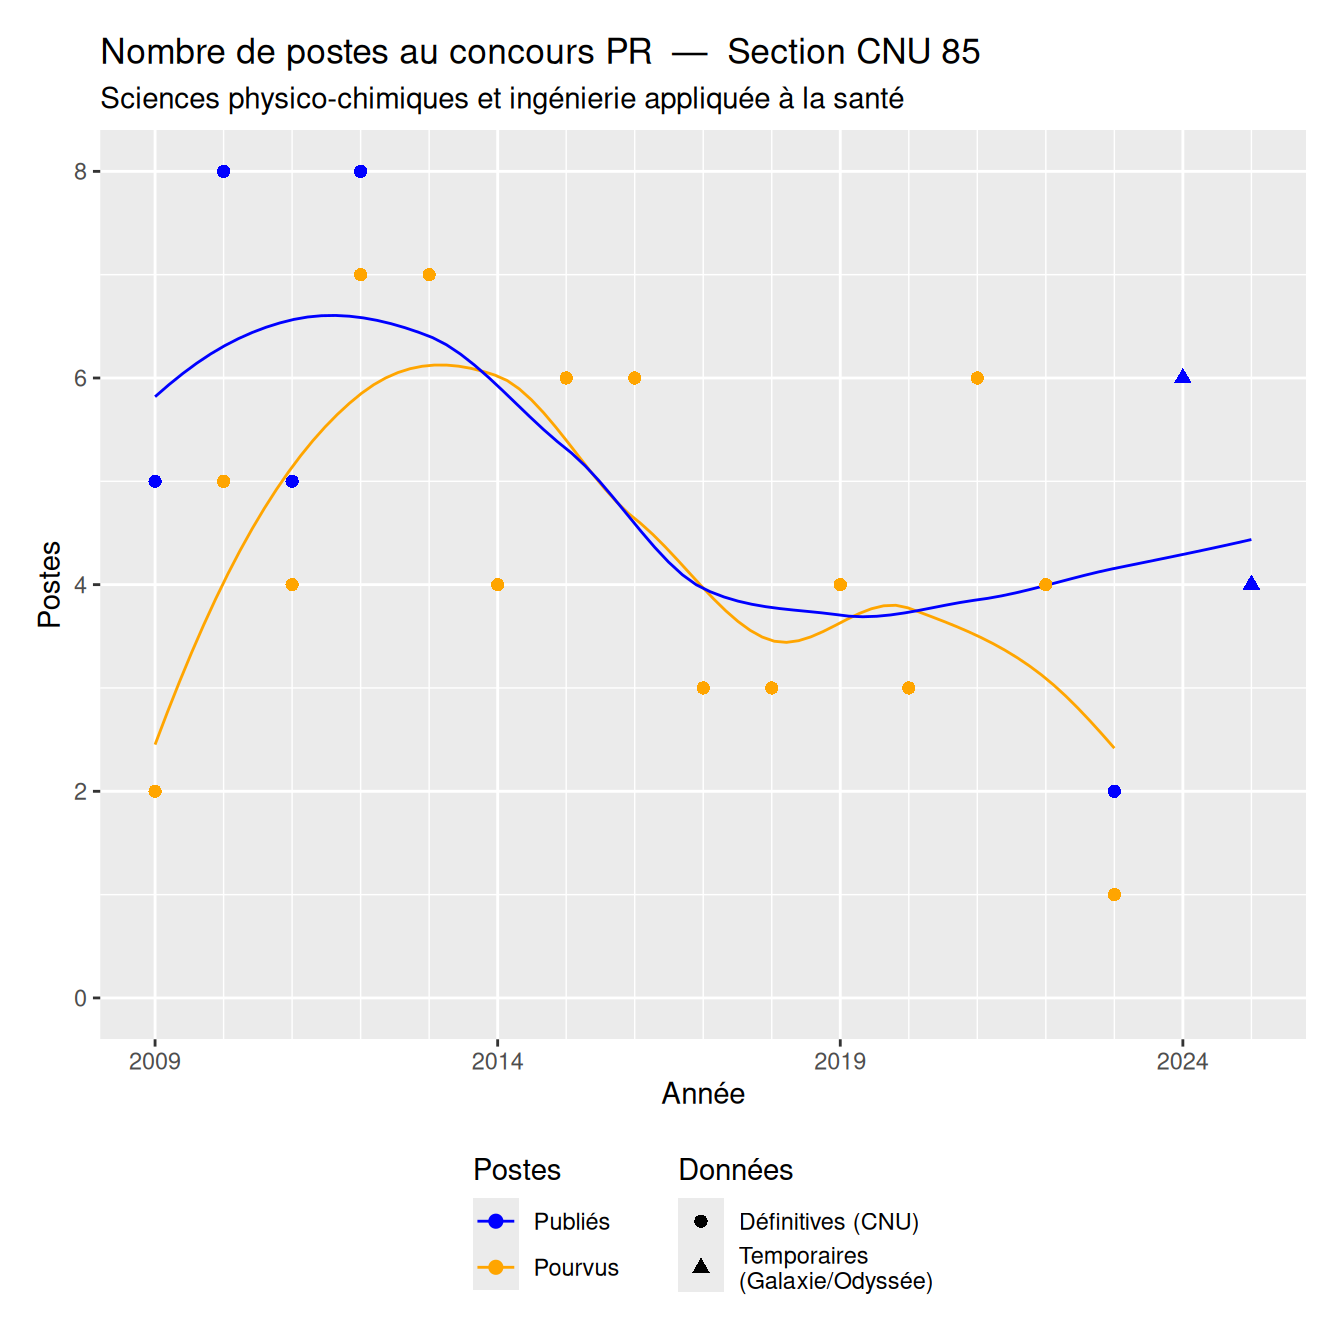 Nombre de postes au concours PR — Section CNU 85
Sciences physico-chimiques et ingénierie appliquée à la santé
8
6
4
2
0
Postes
2009 2014 2019 2024
Année
Postes
Publiés
Pourvus
Données
Définitives (CNU)
Temporaires
(Galaxie/Odyssée)